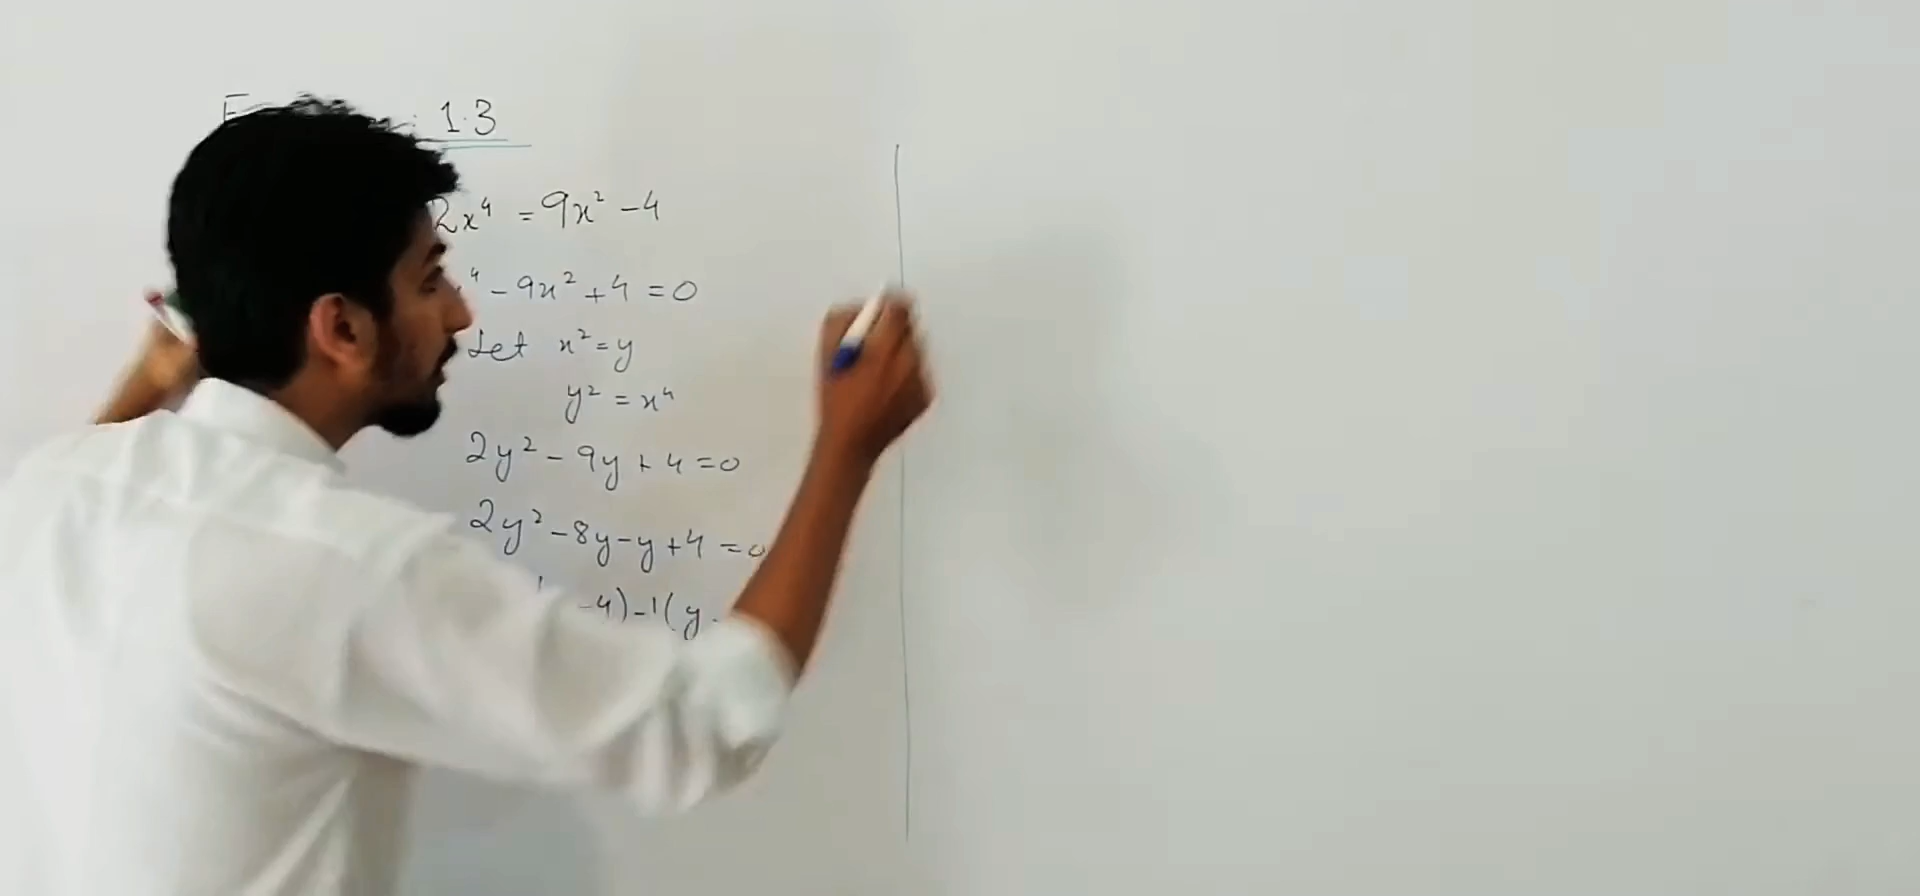 1.3
2x⁴ = 9x² - 4
⁴ - 9x² + 4 = 0
Let x² = y
y² = x⁴
2y² - 9y + 4 = 0
2y² - 8y - y + 4 = 0
-4) - 1(y